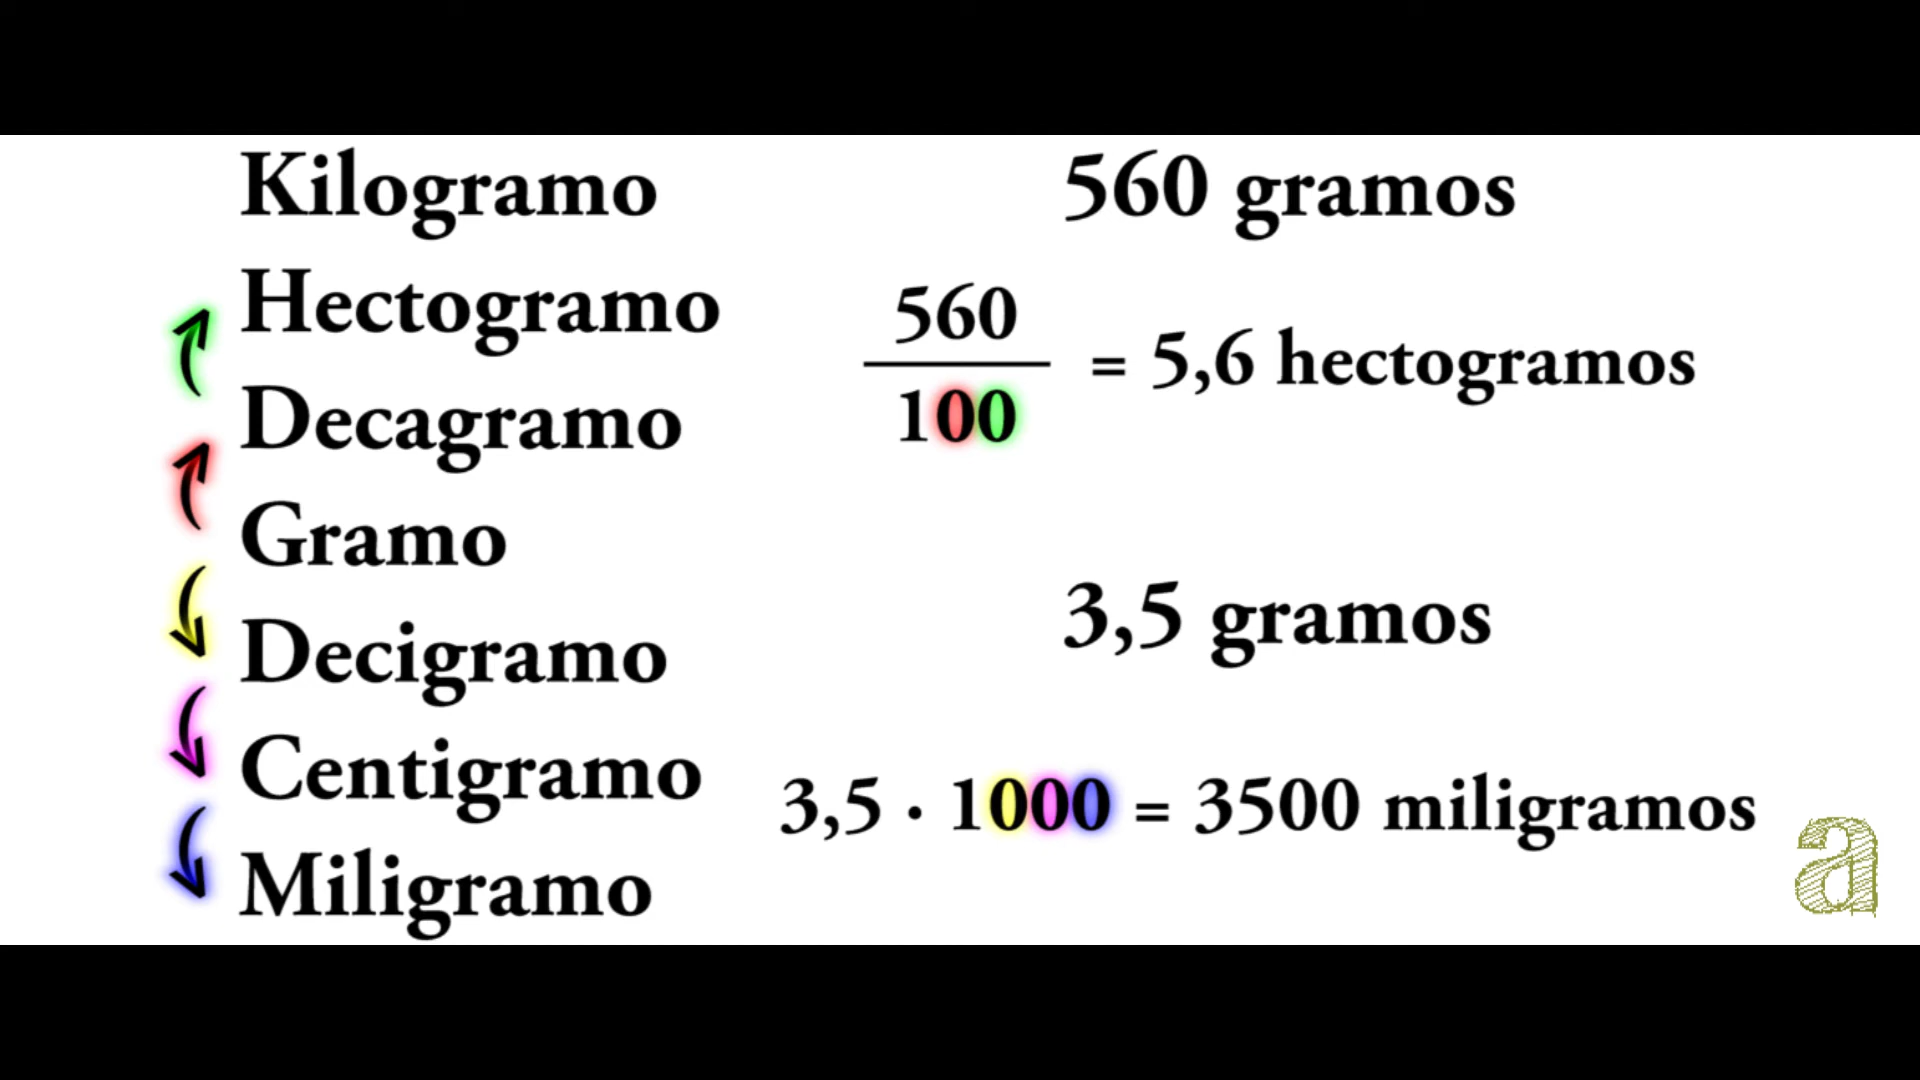 Kilogramo
Hectogramo
Decagramo
Gramo
Decigramo
Centigramo
Miligramo
560 gramos
560
100
= 5,6 hectogramos
3,5 gramos
3,5 · 1000 = 3500 miligramos
a